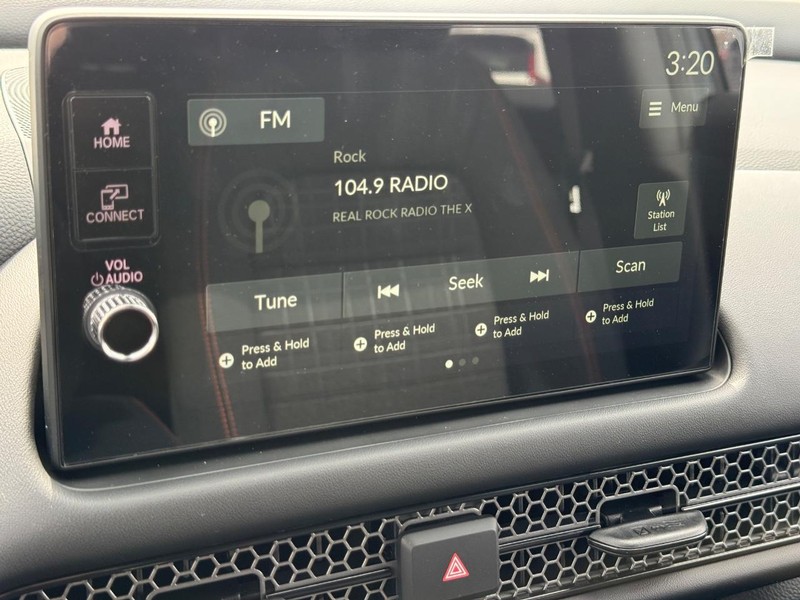 3:20
HOME
FM
Menu
Rock
104.9 RADIO
REAL ROCK RADIO THE X
CONNECT
Station
List
VOL
AUDIO
Tune
Seek
Scan
Press & Hold
to Add
Press & Hold
to Add
Press & Hold
to Add
Press & Hold
to Add